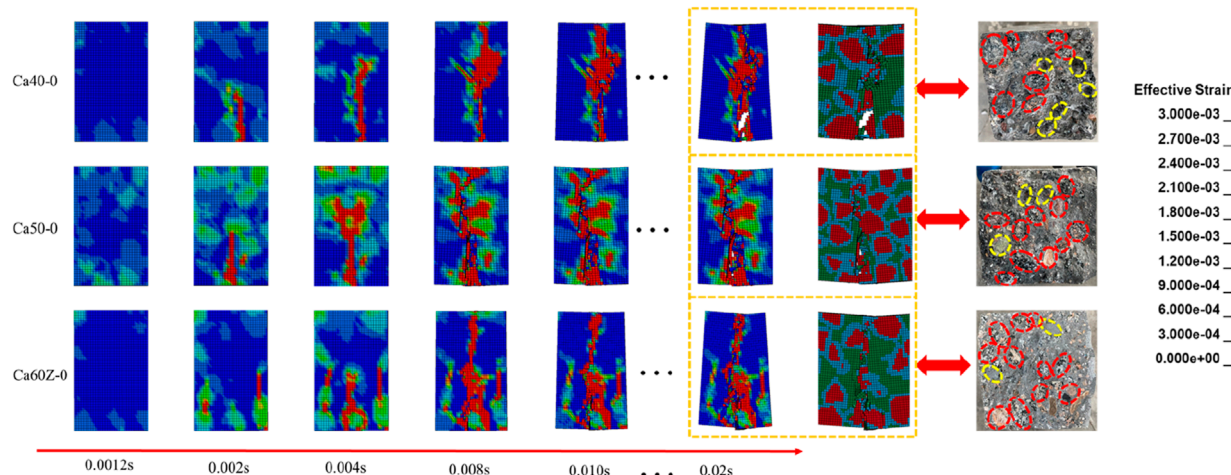 Ca40-0
Ca50-0
Ca60Z-0
0.0012s 0.002s 0.004s 0.008s 0.010s 0.02s
Effective Strain
3.000e-03
2.700e-03
2.400e-03
2.100e-03
1.800e-03
1.500e-03
1.200e-03
9.000e-04
6.000e-04
3.000e-04
0.000e+00